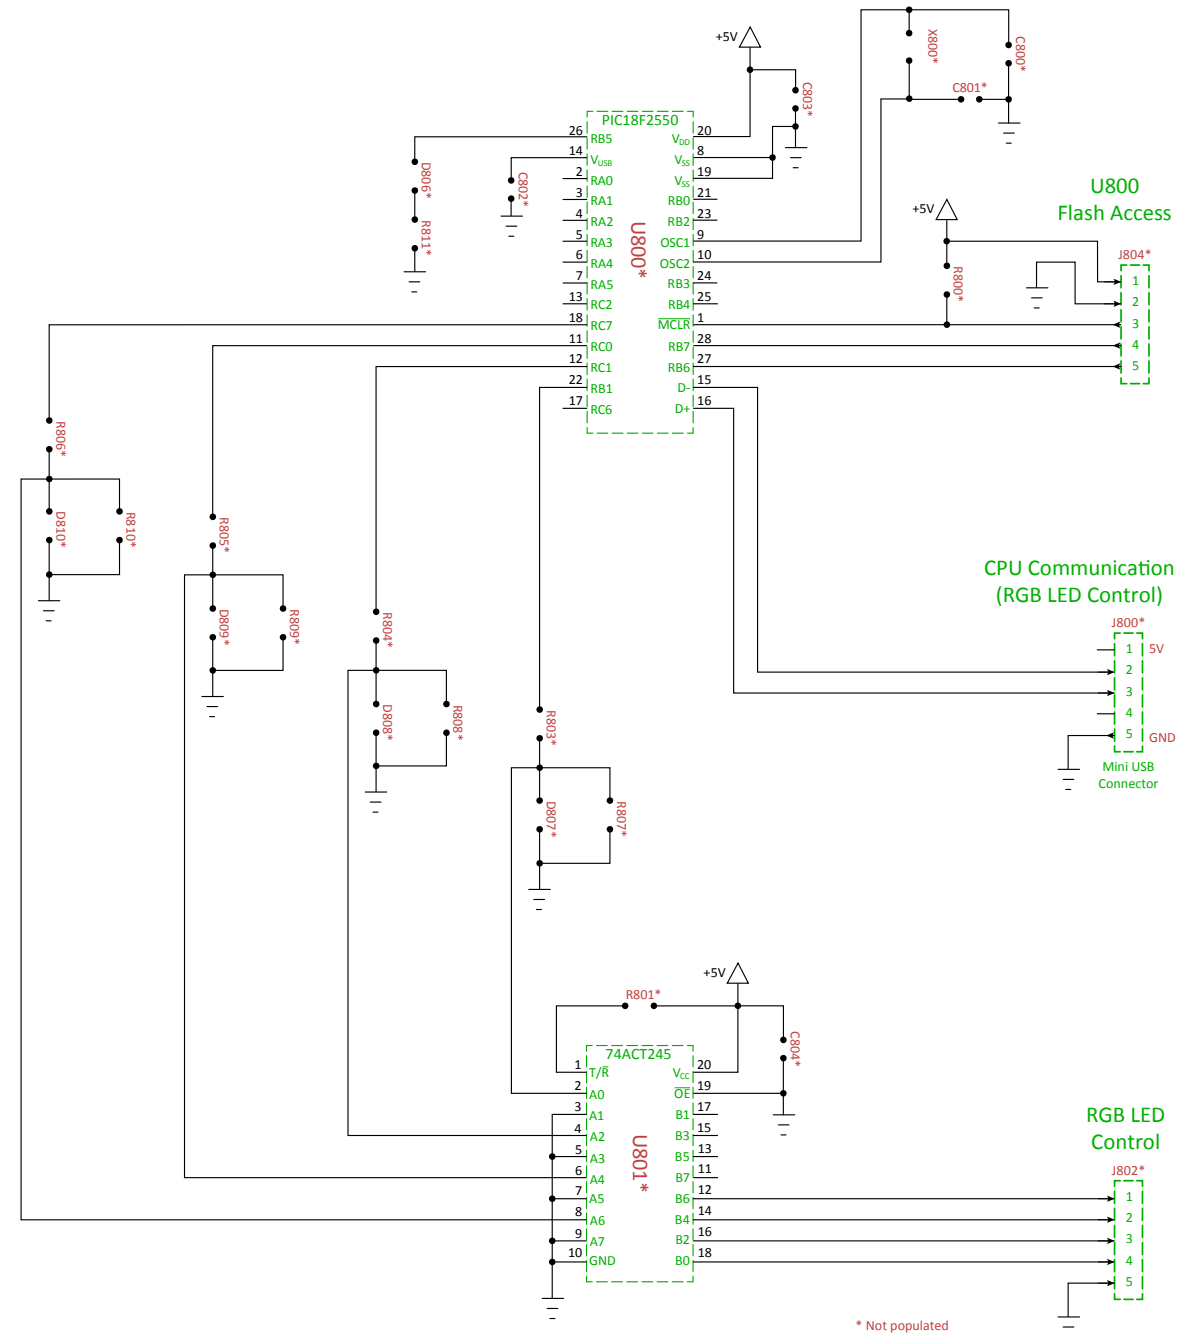 +5V
X800*
C800*
C801*
C803*
PIC18F2550
26 RB5
14 VUSB
2 RA0
3 RA1
4 RA2
5 RA3
6 RA4
7 RA5
13 RC2
18 RC7
11 RC0
12 RC1
22 RB1
17 RC6
U800*
VDD 20
VSS 8
VSS 19
RB0 21
RB2 23
OSC1 9
OSC2 10
RB3 24
RB4 25
MCLR 1
RB7 28
RB6 27
D- 15
D+ 16
D806*
R811*
C802*
U800
Flash Access
+5V
R800*
J804*
1
2
3
4
5
R806*
D810*
R810*
R805*
D809*
R809*
R804*
D808*
R808*
R803*
D807*
R807*
CPU Communication
(RGB LED Control)
J800*
1 5V
2
3
4
5 GND
Mini USB
Connector
+5V
R801*
C804*
74ACT245
1 T/R
2 A0
3 A1
4 A2
5 A3
6 A4
7 A5
8 A6
9 A7
10 GND
U801*
VCC 20
OE 19
B1 17
B3 15
B5 13
B7 11
B6 12
B4 14
B2 16
B0 18
RGB LED
Control
J802*
1
2
3
4
5
* Not populated